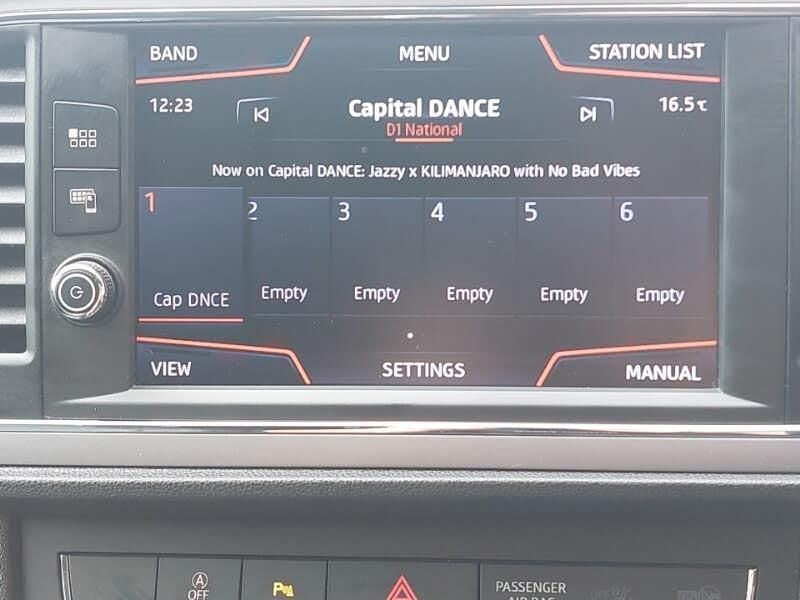 BAND MENU STATION LIST
12:23 Capital DANCE 16.5℃
D1 National
Now on Capital DANCE: Jazzy x KILIMANJARO with No Bad Vibes
1 2 3 4 5 6
Cap DNCE Empty Empty Empty Empty Empty
VIEW SETTINGS MANUAL
A
OFF
P
PASSENGER
AIR BAG
OFF